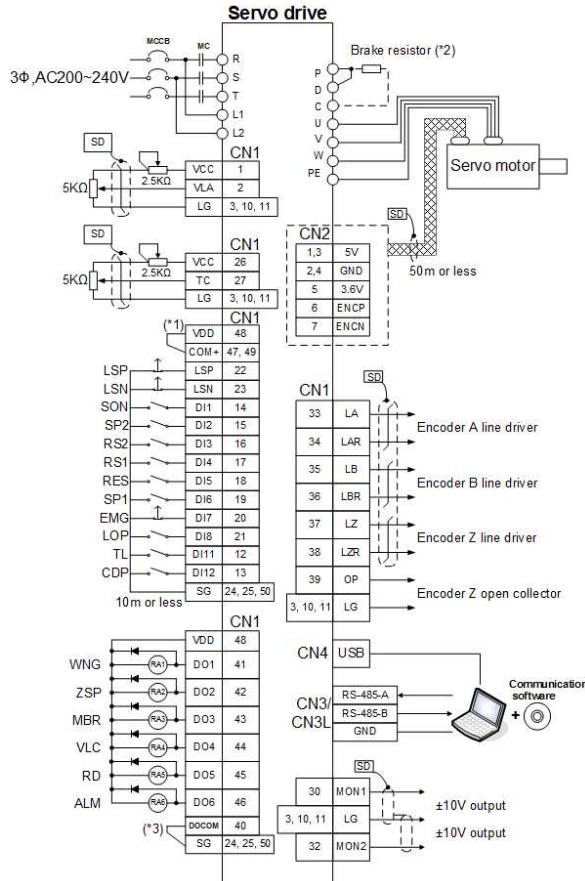 Servo drive
MCCB
MC
3Φ,AC200~240V
R
S
T
L1
L2
Brake resistor (*2)
P
D
C
U
V
W
PE
Servo motor
SD
50m or less
SD
2.5KΩ
5KΩ
CN1
VCC 1
VLA 2
LG 3, 10, 11
SD
2.5KΩ
5KΩ
CN1
VCC 26
TC 27
LG 3, 10, 11
CN2
1,3 5V
2,4 GND
5 3.6V
6 ENCP
7 ENCN
(*1)
CN1
VDD 48
COM+ 47, 49
LSP LSP 22
LSN LSN 23
SON DI1 14
SP2 DI2 15
RS2 DI3 16
RS1 DI4 17
RES DI5 18
SP1 DI6 19
EMG DI7 20
LOP DI8 21
TL DI11 12
CDP DI12 13
SG 24, 25, 50
10m or less
SD
CN1
33 LA
34 LAR
Encoder A line driver
35 LB
36 LBR
Encoder B line driver
37 LZ
38 LZR
Encoder Z line driver
39 OP
3, 10, 11 LG
Encoder Z open collector
CN1
VDD 48
WNG RA1 DO1 41
ZSP RA2 DO2 42
MBR RA3 DO3 43
VLC RA4 DO4 44
RD RA5 DO5 45
ALM RA6 DO6 46
(*3) DOCOM 40
SG 24, 25, 50
CN4 USB
CN3/
CN3L
RS-485-A
RS-485-B
GND
Communication
software
+
SD
30 MON1
±10V output
3, 10, 11 LG
±10V output
32 MON2